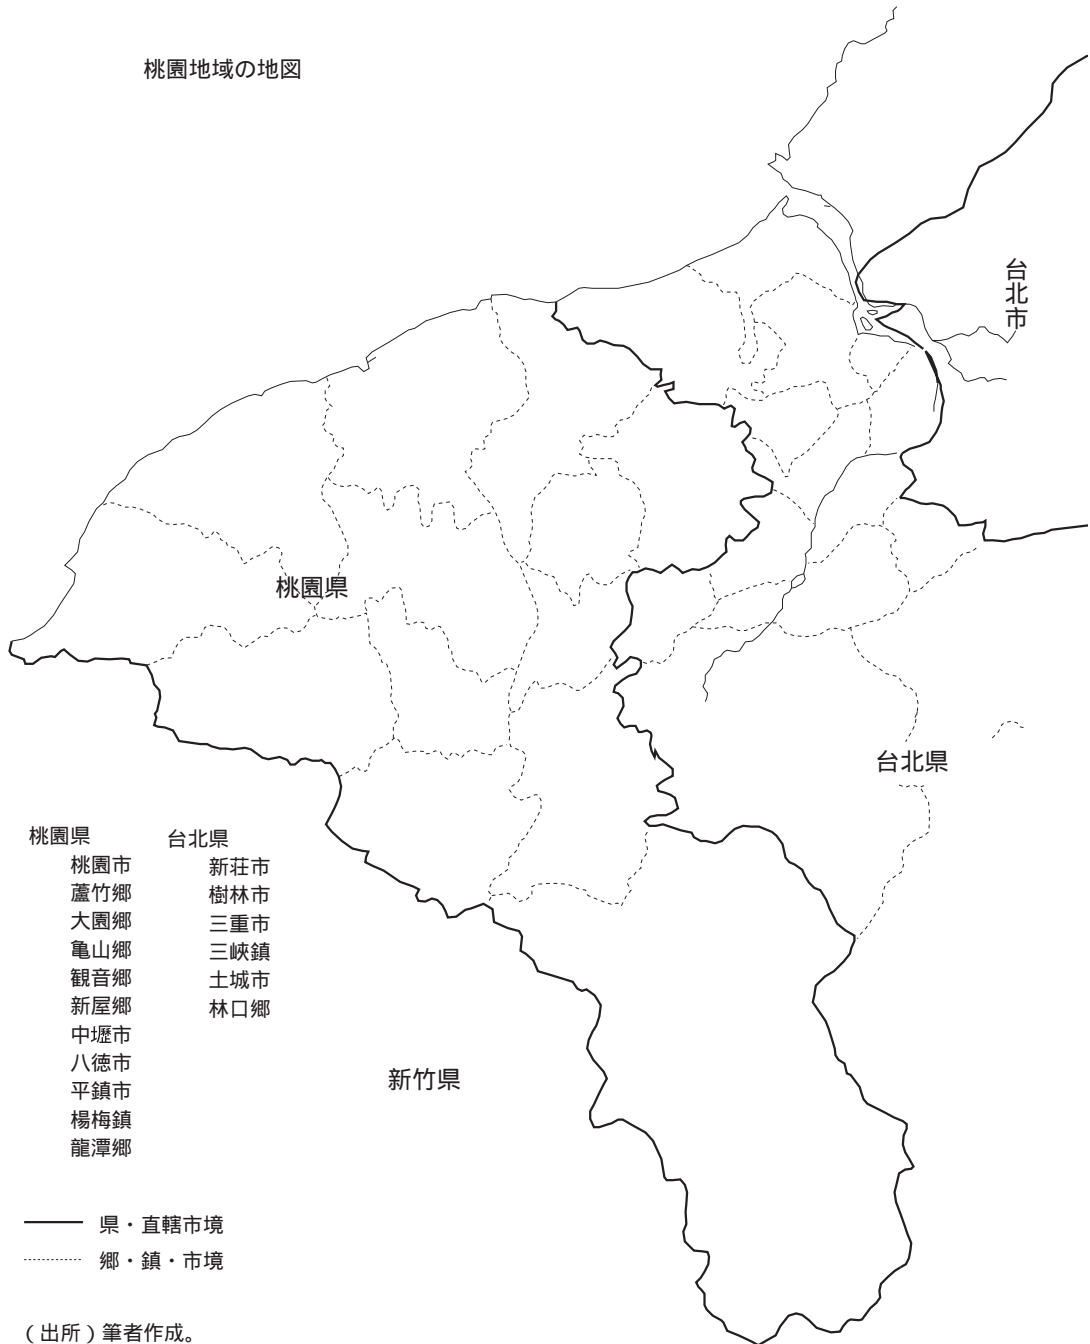 桃園地域の地図
台北市
桃園県
台北県
桃園県
桃園市
蘆竹郷
大園郷
亀山郷
観音郷
新屋郷
中壢市
八徳市
平鎮市
楊梅鎮
龍潭郷
台北県
新荘市
樹林市
三重市
三峡鎮
土城市
林口郷
新竹県
県・直轄市境
郷・鎮・市境
(出所)筆者作成。